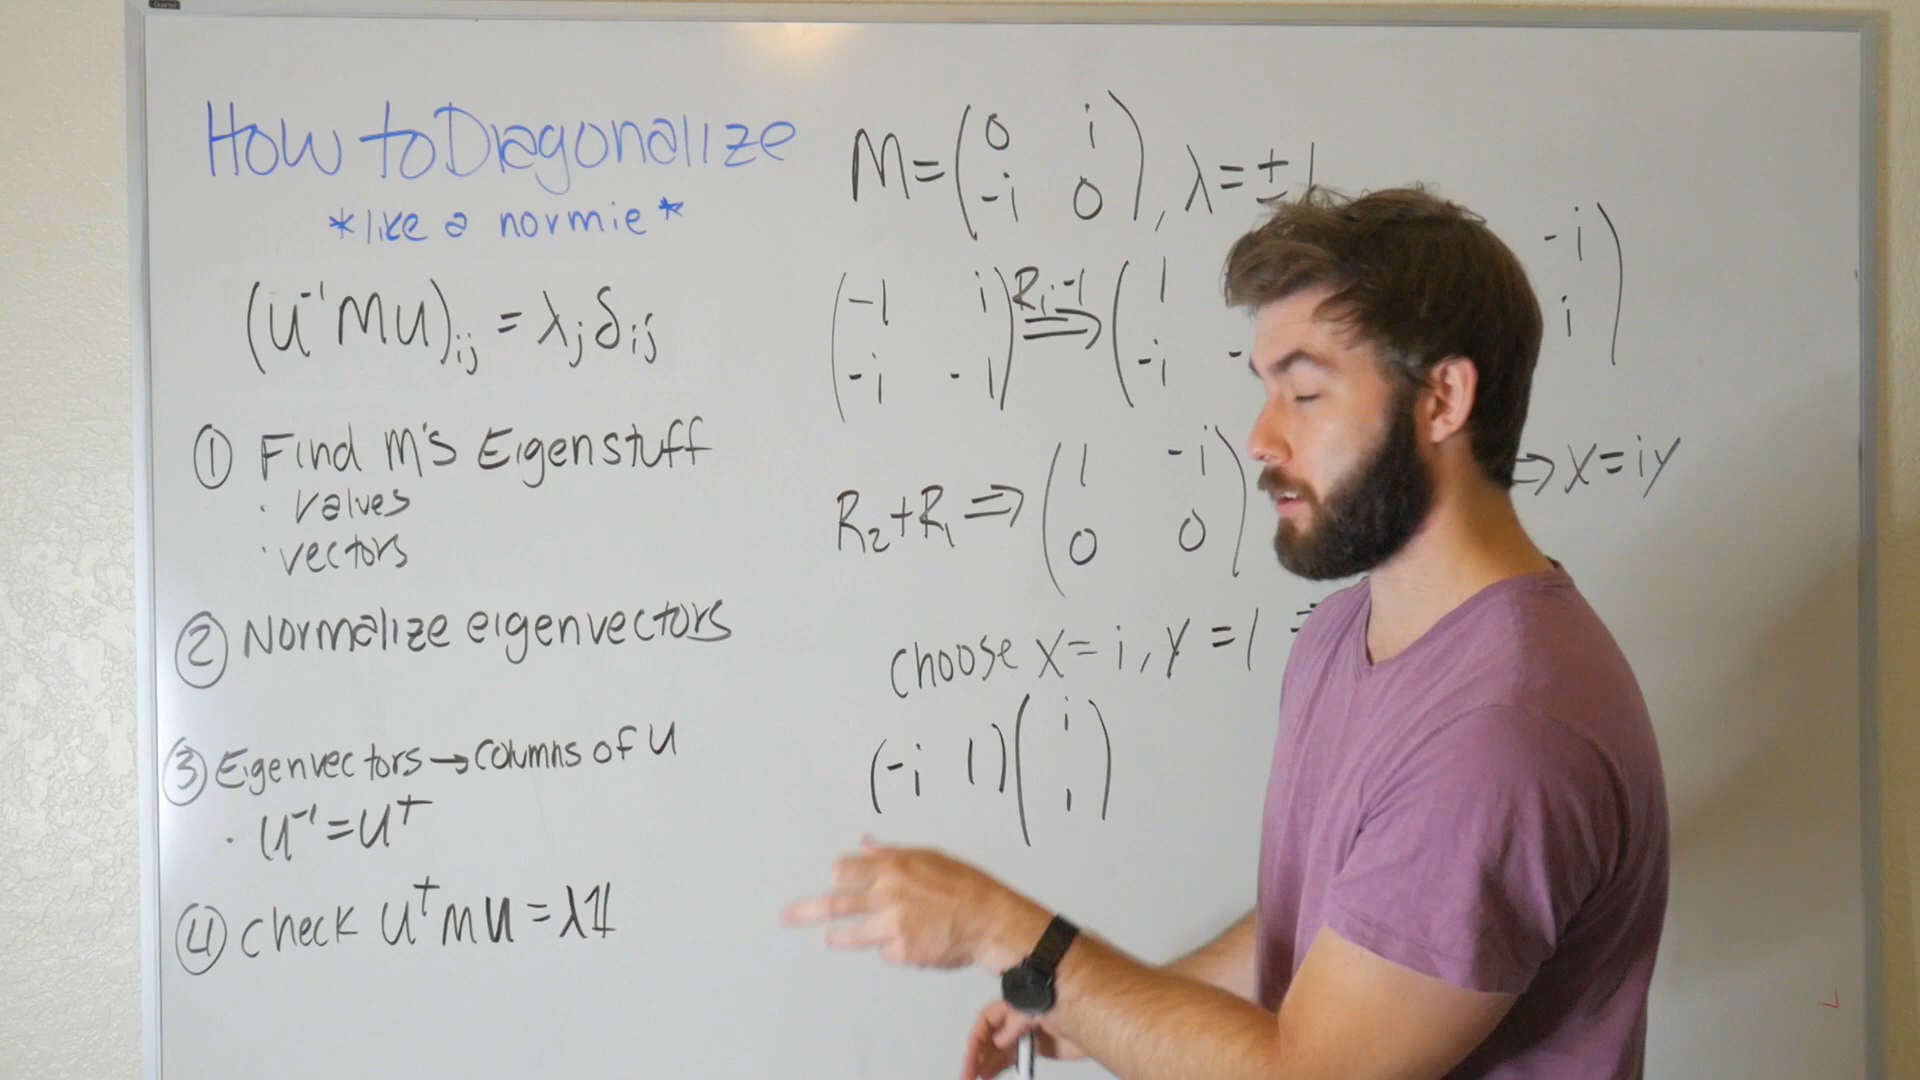 How to Diagonalize
*like a normie*
(U⁻¹MU)ᵢⱼ = λⱼδᵢⱼ
① Find M's Eigenstuff
· values
· vectors
② Normalize eigenvectors
③ Eigenvectors → columns of U
· U⁻¹ = U†
④ check U†MU = λ𝟙
M = (0 i
-i 0), λ = ±1
(-1 i
-i -1) R₁·-1 ⟹ (1
-i -
-i)
i)
R₂+R₁ ⟹ (1 -i
0 0)
⟹ x = iy
choose x = i, y = 1
(-i 1)(i
1)